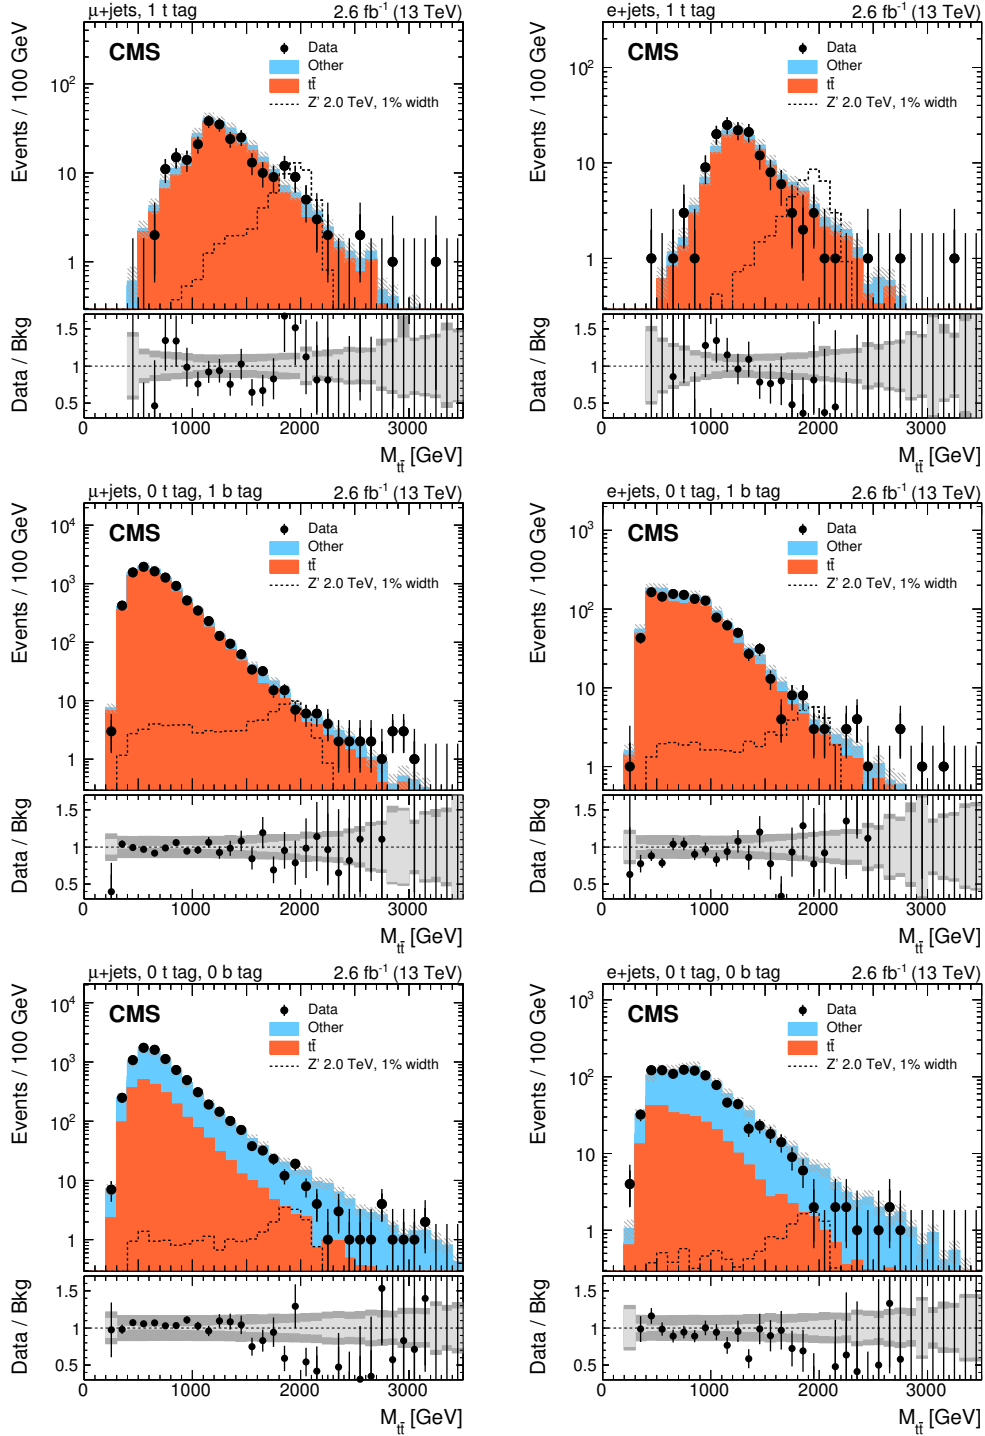 μ+jets, 1 t tag 2.6 fb⁻¹ (13 TeV)
CMS
Data
Other
tt̄
Z' 2.0 TeV, 1% width
Events / 100 GeV
10²
10
1
Data / Bkg
1.5
1
0.5
0 1000 2000 3000
M_tt̄ [GeV]
e+jets, 1 t tag 2.6 fb⁻¹ (13 TeV)
CMS
Data
Other
tt̄
Z' 2.0 TeV, 1% width
Events / 100 GeV
10²
10
1
Data / Bkg
1.5
1
0.5
0 1000 2000 3000
M_tt̄ [GeV]
μ+jets, 0 t tag, 1 b tag 2.6 fb⁻¹ (13 TeV)
CMS
Data
Other
tt̄
Z' 2.0 TeV, 1% width
Events / 100 GeV
10⁴
10³
10²
10
1
Data / Bkg
1.5
1
0.5
0 1000 2000 3000
M_tt̄ [GeV]
e+jets, 0 t tag, 1 b tag 2.6 fb⁻¹ (13 TeV)
CMS
Data
Other
tt̄
Z' 2.0 TeV, 1% width
Events / 100 GeV
10³
10²
10
1
Data / Bkg
1.5
1
0.5
0 1000 2000 3000
M_tt̄ [GeV]
μ+jets, 0 t tag, 0 b tag 2.6 fb⁻¹ (13 TeV)
CMS
Data
Other
tt̄
Z' 2.0 TeV, 1% width
Events / 100 GeV
10⁴
10³
10²
10
1
Data / Bkg
1.5
1
0.5
0 1000 2000 3000
M_tt̄ [GeV]
e+jets, 0 t tag, 0 b tag 2.6 fb⁻¹ (13 TeV)
CMS
Data
Other
tt̄
Z' 2.0 TeV, 1% width
Events / 100 GeV
10³
10²
10
1
Data / Bkg
1.5
1
0.5
0 1000 2000 3000
M_tt̄ [GeV]